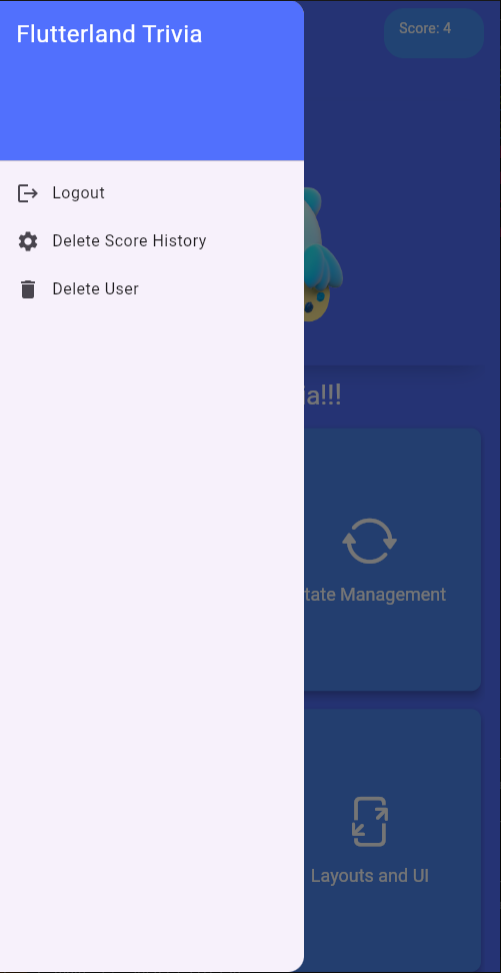 Flutterland Trivia
Score: 4
Logout
Delete Score History
Delete User
ia!!!
tate Management
Layouts and UI